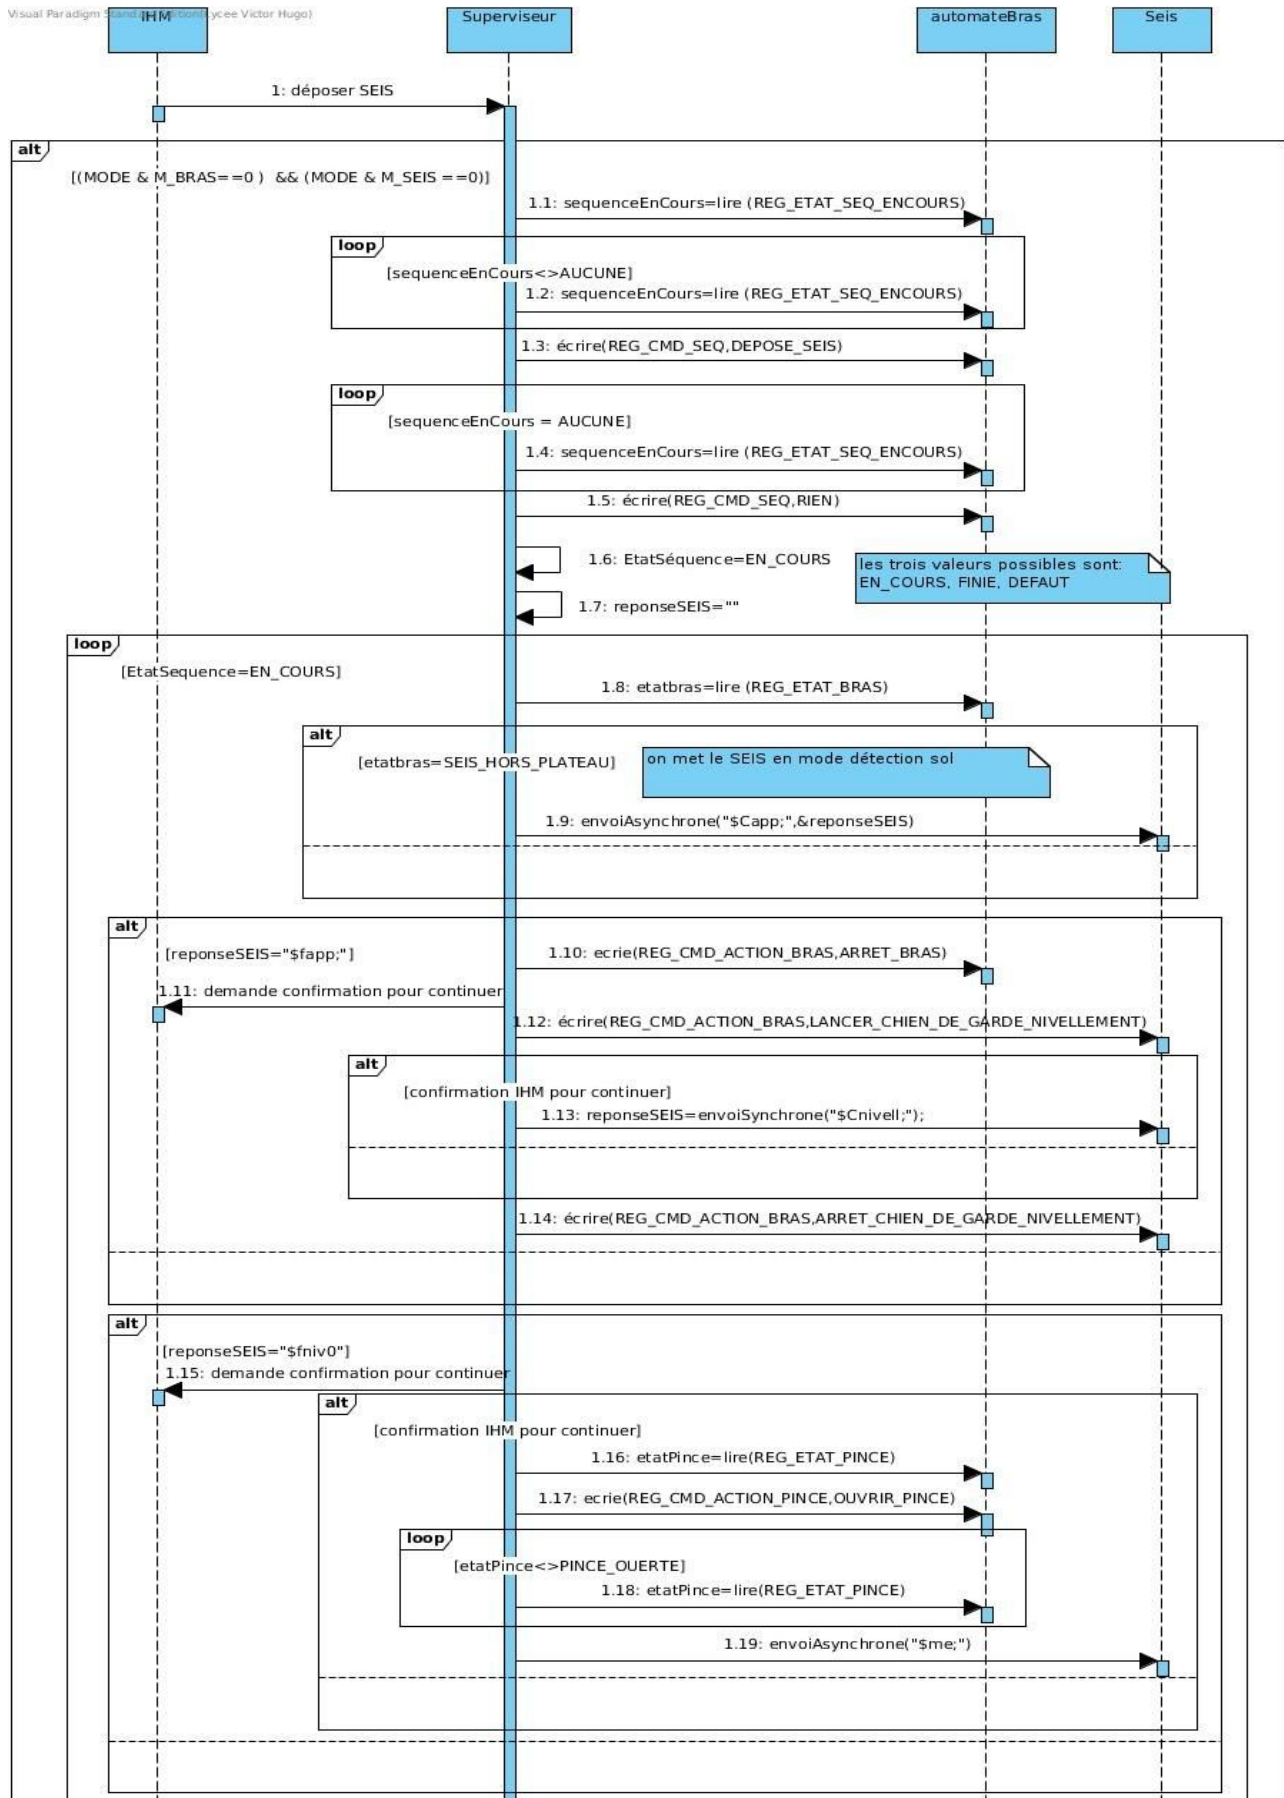 Visual Paradigm Standard Edition(Lycee Victor Hugo)
IHM
Superviseur
automateBras
Seis
1: déposer SEIS
alt
[(MODE & M_BRAS==0 )  && (MODE & M_SEIS ==0)]
1.1: sequenceEnCours=lire (REG_ETAT_SEQ_ENCOURS)
loop
[sequenceEnCours<>AUCUNE]
1.2: sequenceEnCours=lire (REG_ETAT_SEQ_ENCOURS)
1.3: écrire(REG_CMD_SEQ,DEPOSE_SEIS)
loop
[sequenceEnCours = AUCUNE]
1.4: sequenceEnCours=lire (REG_ETAT_SEQ_ENCOURS)
1.5: écrire(REG_CMD_SEQ,RIEN)
1.6: EtatSéquence=EN_COURS
les trois valeurs possibles sont:
EN_COURS, FINIE, DEFAUT
1.7: reponseSEIS=""
loop
[EtatSequence=EN_COURS]
1.8: etatbras=lire (REG_ETAT_BRAS)
alt
[etatbras=SEIS_HORS_PLATEAU]
on met le SEIS en mode détection sol
1.9: envoiAsynchrone("$Capp;",&reponseSEIS)
alt
[reponseSEIS="$fapp;"]
1.10: ecrie(REG_CMD_ACTION_BRAS,ARRET_BRAS)
1.11: demande confirmation pour continuer
1.12: écrire(REG_CMD_ACTION_BRAS,LANCER_CHIEN_DE_GARDE_NIVELLEMENT)
alt
[confirmation IHM pour continuer]
1.13: reponseSEIS=envoiSynchrone("$Cnivell;");
1.14: écrire(REG_CMD_ACTION_BRAS,ARRET_CHIEN_DE_GARDE_NIVELLEMENT)
alt
[reponseSEIS="$fniv0"]
1.15: demande confirmation pour continuer
alt
[confirmation IHM pour continuer]
1.16: etatPince=lire(REG_ETAT_PINCE)
1.17: ecrie(REG_CMD_ACTION_PINCE,OUVRIR_PINCE)
loop
[etatPince<>PINCE_OUERTE]
1.18: etatPince=lire(REG_ETAT_PINCE)
1.19: envoiAsynchrone("$me;")